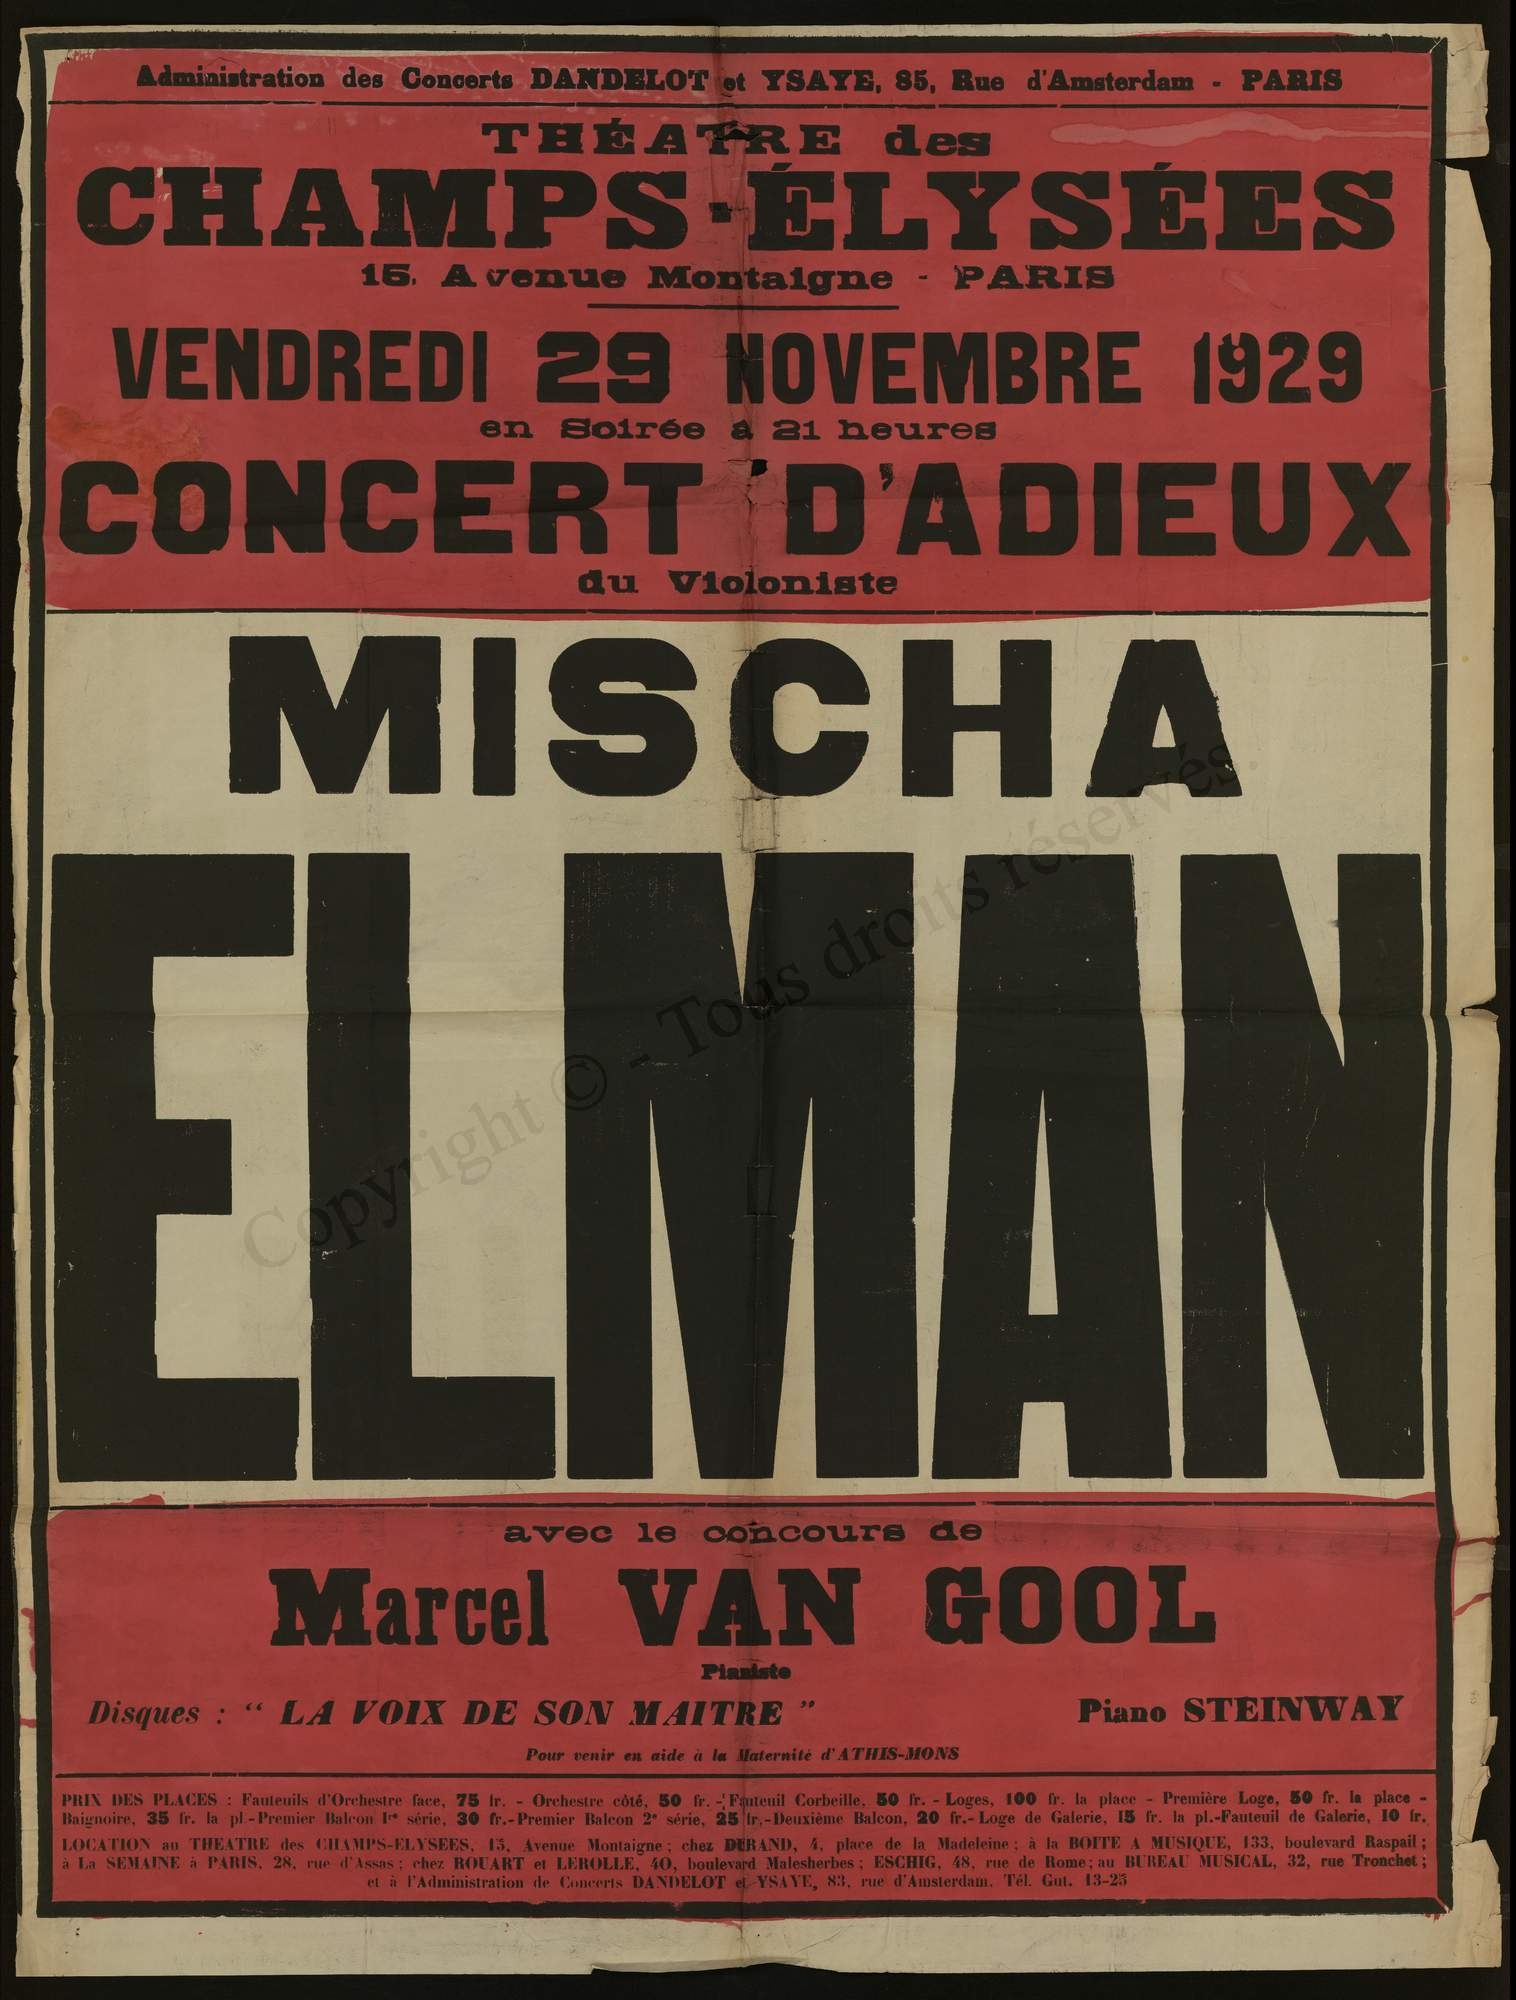 Administration des Concerts DANDELOT et YSAYE, 85, Rue d'Amsterdam - PARIS
THÉATRE des
CHAMPS-ÉLYSÉES
15, Avenue Montaigne - PARIS
VENDREDI 29 NOVEMBRE 1929
en Soirée à 21 heures
CONCERT D'ADIEUX
du Violoniste
MISCHA
ELMAN
Copyright © - Tous droits réservés.
avec le concours de
Marcel VAN GOOL
Pianiste
Disques : " LA VOIX DE SON MAITRE " Piano STEINWAY
Pour venir en aide à la Maternité d'ATHIS-MONS
PRIX DES PLACES : Fauteuils d'Orchestre face, 75 fr. - Orchestre côté, 50 fr. - Fauteuil Corbeille, 50 fr. - Loges, 100 fr. la place - Première Loge, 50 fr. la place -
Baignoire, 35 fr. la pl - Premier Balcon 1re série, 30 fr.- Premier Balcon 2e série, 25 fr,- Deuxième Balcon, 20 fr.- Loge de Galerie, 15 fr. la pl.-Fauteuil de Galerie, 10 fr.
LOCATION au THEATRE des CHAMPS-ELYSEES, 15, Avenue Montaigne ; chez DURAND, 4, place de la Madeleine ; à la BOITE A MUSIQUE, 133, boulevard Raspail ;
à La SEMAINE à PARIS, 28, rue d'Assas ; chez ROUART et LEROLLE, 40, boulevard Malesherbes ; ESCHIG, 48, rue de Rome ; au BUREAU MUSICAL, 32, rue Tronchet ;
et à l'Administration de Concerts DANDELOT et YSAYE, 83, rue d'Amsterdam. Tél. Gut. 13-25